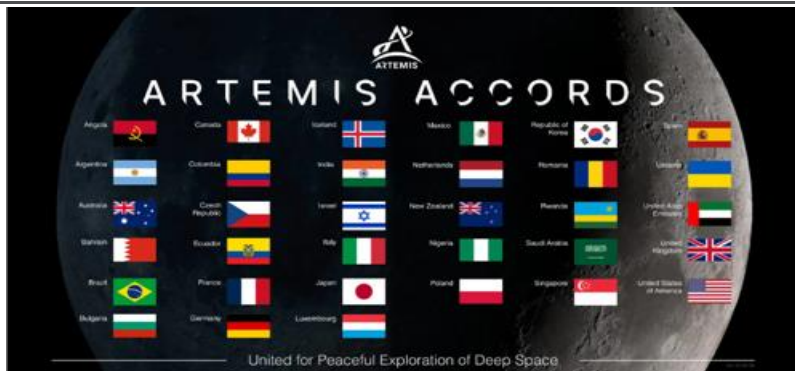 ARTEMIS
ARTEMIS ACCORDS
Angola
Argentina
Australia
Bahrain
Brazil
Bulgaria
Canada
Colombia
Czech
Republic
Ecuador
France
Germany
Iceland
India
Israel
Italy
Japan
Luxembourg
Mexico
Netherlands
New Zealand
Nigeria
Poland
Republic of
Korea
Romania
Rwanda
Saudi Arabia
Singapore
Spain
Ukraine
United Arab
Emirates
United
Kingdom
United States
of America
United for Peaceful Exploration of Deep Space